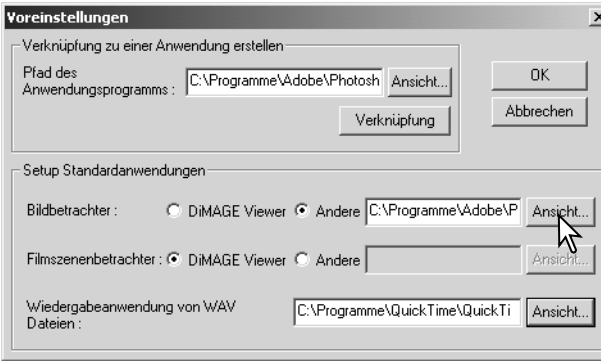 Voreinstellungen
Verknüpfung zu einer Anwendung erstellen
Pfad des
Anwendungsprogramms : C:\Programme\Adobe\Photosh Ansicht...
Verknüpfung
OK
Abbrechen
Setup Standardanwendungen
Bildbetrachter : DiMAGE Viewer Andere C:\Programme\Adobe\P Ansicht...
Filmszenenbetrachter : DiMAGE Viewer Andere Ansicht...
Wiedergabeanwendung von WAV
Dateien : C:\Programme\QuickTime\QuickTi Ansicht...